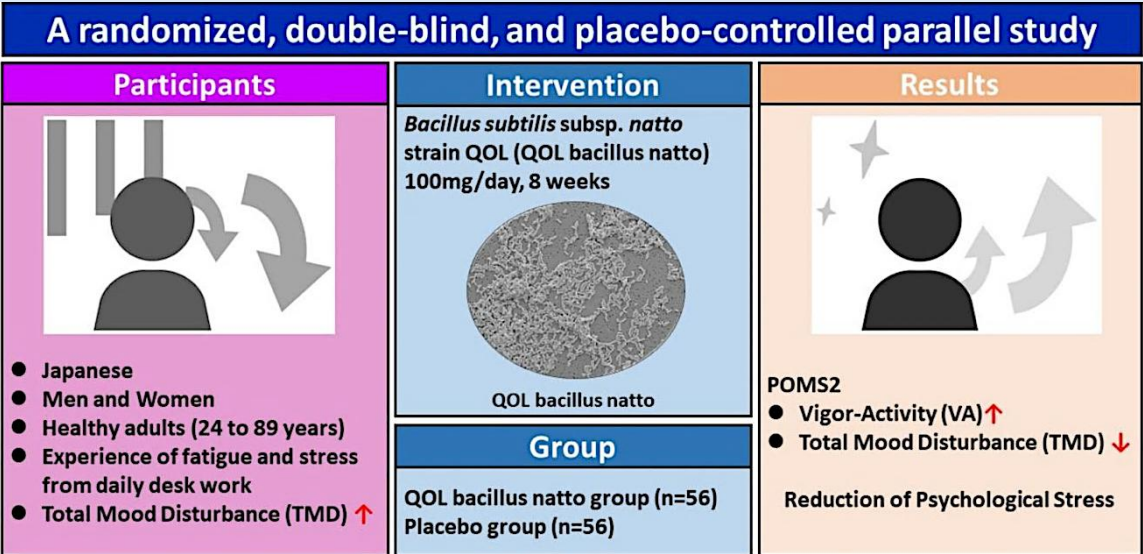 A randomized, double-blind, and placebo-controlled parallel study
Participants
● Japanese
● Men and Women
● Healthy adults (24 to 89 years)
● Experience of fatigue and stress
from daily desk work
● Total Mood Disturbance (TMD) ↑
Intervention
Bacillus subtilis subsp. natto
strain QOL (QOL bacillus natto)
100mg/day, 8 weeks
QOL bacillus natto
Group
QOL bacillus natto group (n=56)
Placebo group (n=56)
Results
POMS2
● Vigor-Activity (VA)↑
● Total Mood Disturbance (TMD) ↓
Reduction of Psychological Stress